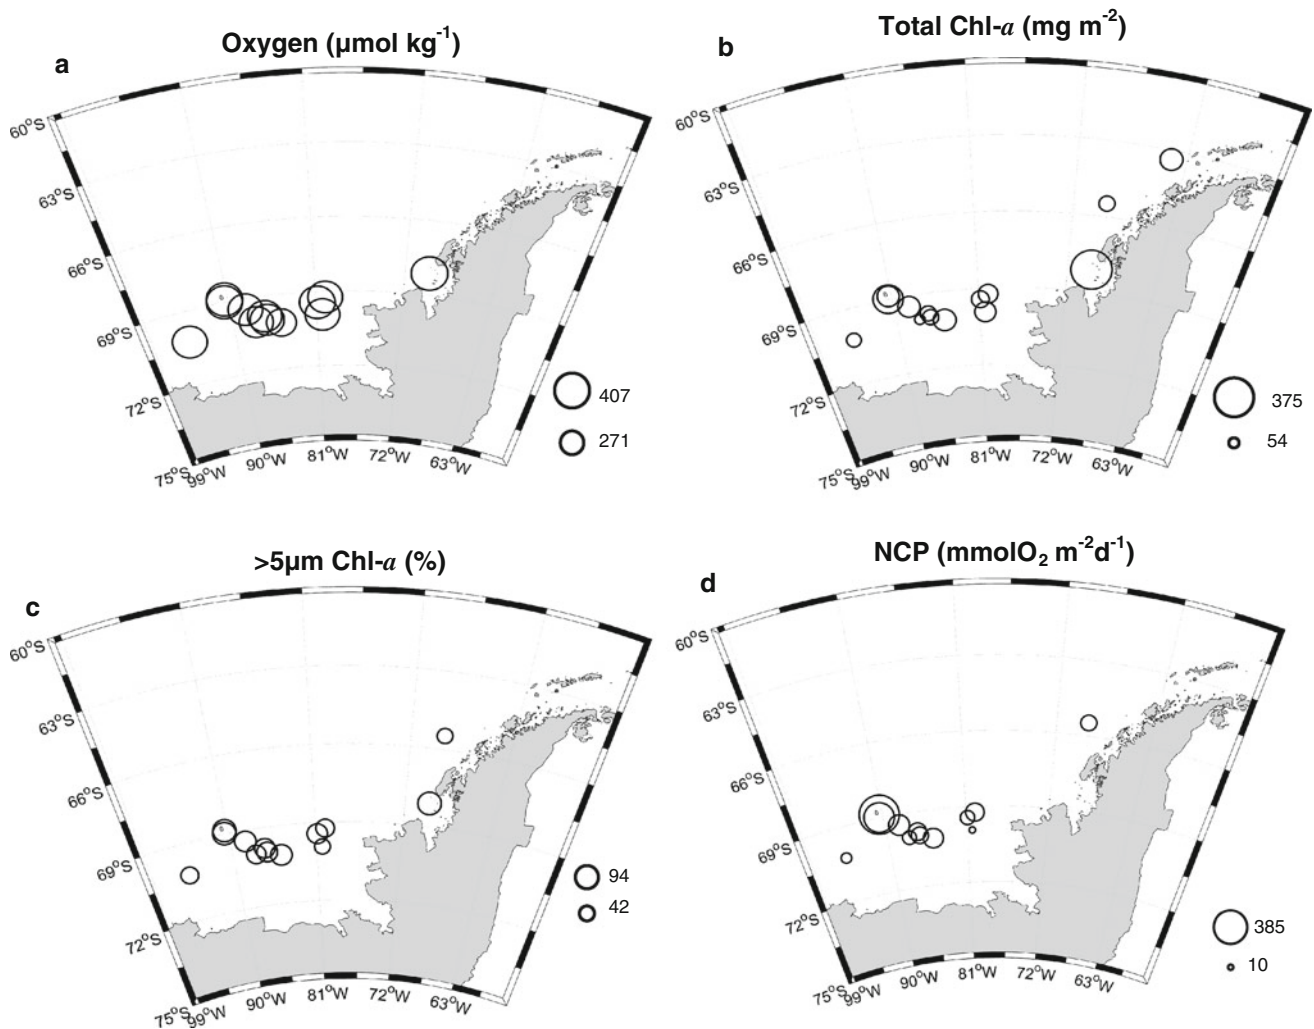 a
Oxygen (µmol kg⁻¹)
60°S
63°S
66°S
69°S
72°S
75°S
99°W
90°W
81°W
72°W
63°W
407
271
b
Total Chl-a (mg m⁻²)
60°S
63°S
66°S
69°S
72°S
75°S
99°W
90°W
81°W
72°W
63°W
375
54
c
>5µm Chl-a (%)
60°S
63°S
66°S
69°S
72°S
75°S
99°W
90°W
81°W
72°W
63°W
94
42
d
NCP (mmolO₂ m⁻²d⁻¹)
60°S
63°S
66°S
69°S
72°S
75°S
99°W
90°W
81°W
72°W
63°W
385
10